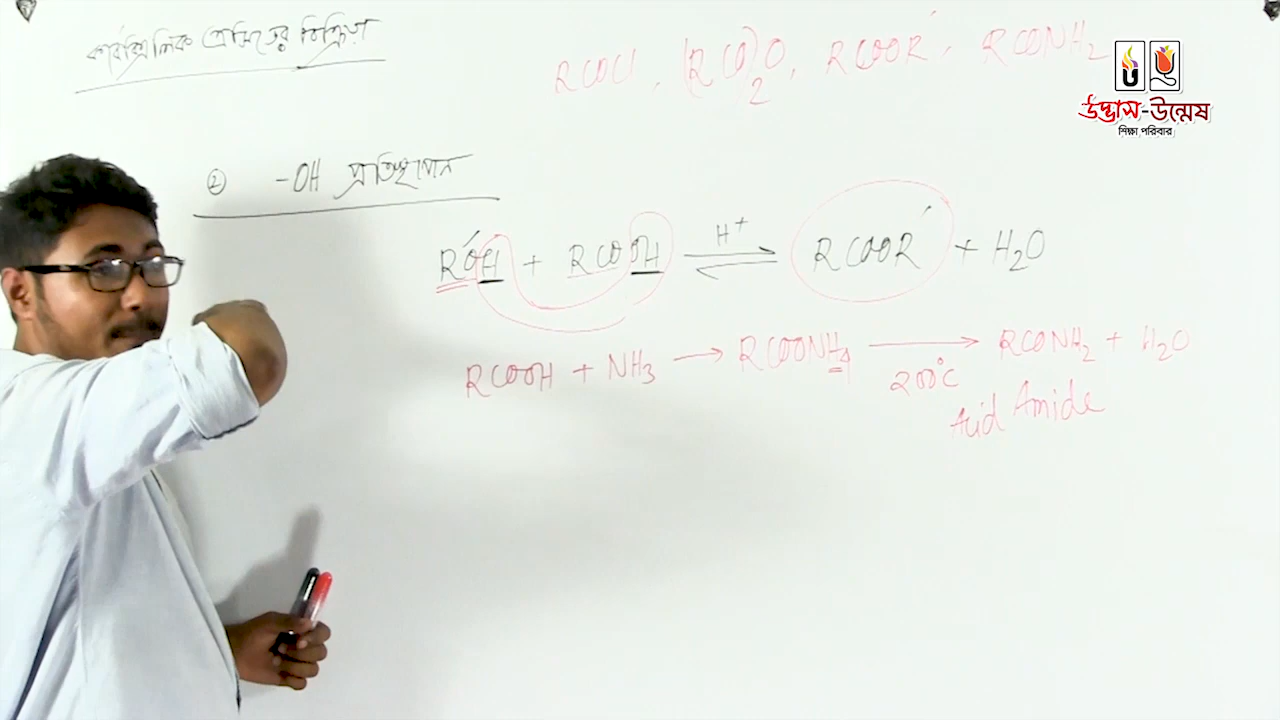 কার্বক্সিলিক এসিডের বিক্রিয়া
RCOCl, (RCO)₂O, RCOOR′, RCONH₂
উদ্ভাস-উন্মেষ
শিক্ষা পরিবার
② -OH প্রতিস্থাপন
R′OH + RCOOH ⇌ H⁺ RCOOR′ + H₂O
RCOOH + NH₃ → RCOONH₄ → 200°C RCONH₂ + H₂O
Acid Amide